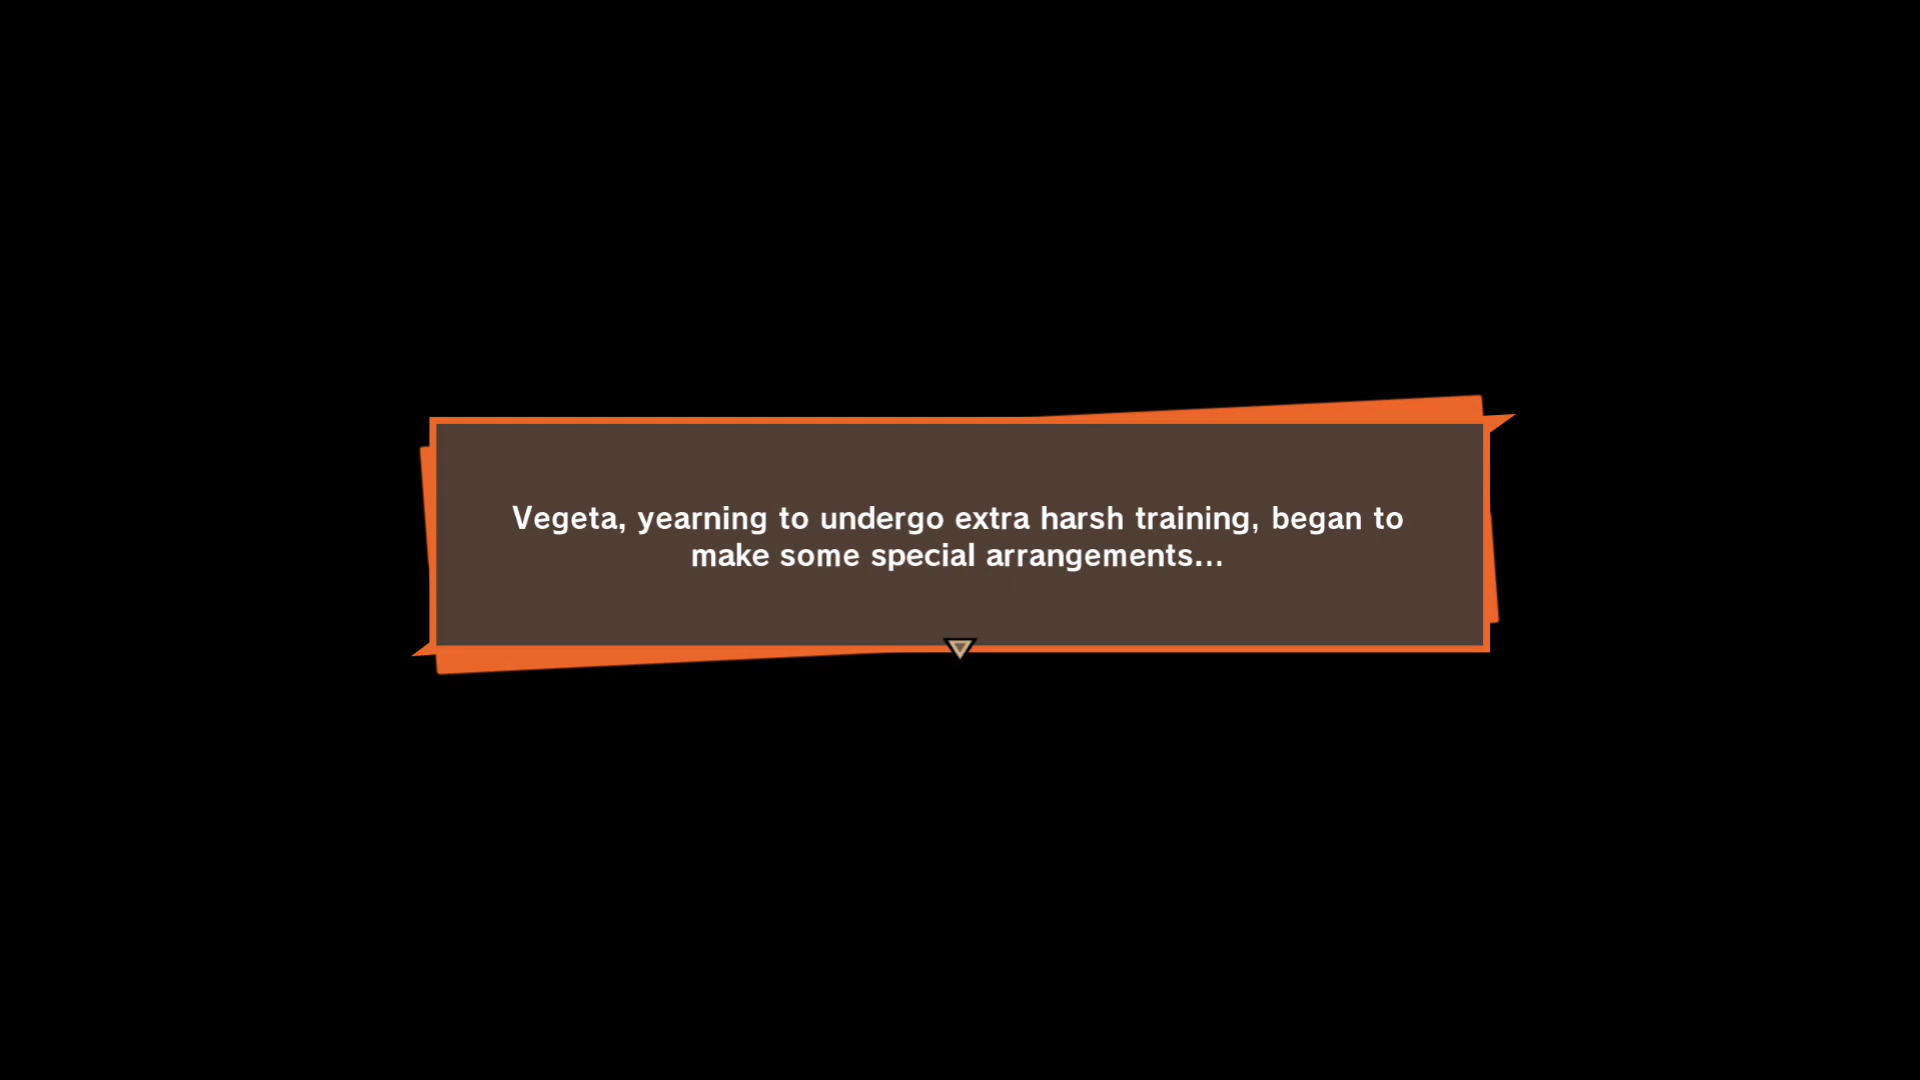 Vegeta, yearning to undergo extra harsh training, began to
make some special arrangements...